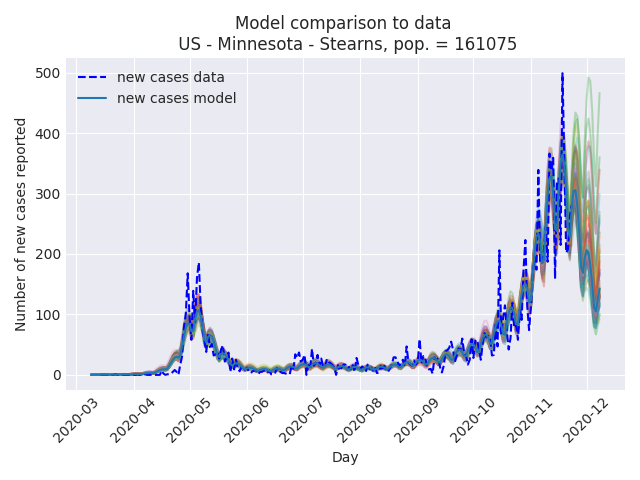 Model comparison to data
US - Minnesota - Stearns, pop. = 161075
new cases data
new cases model
Number of new cases reported
500
400
300
200
100
0
2020-03
2020-04
2020-05
2020-06
2020-07
2020-08
2020-09
2020-10
2020-11
2020-12
Day